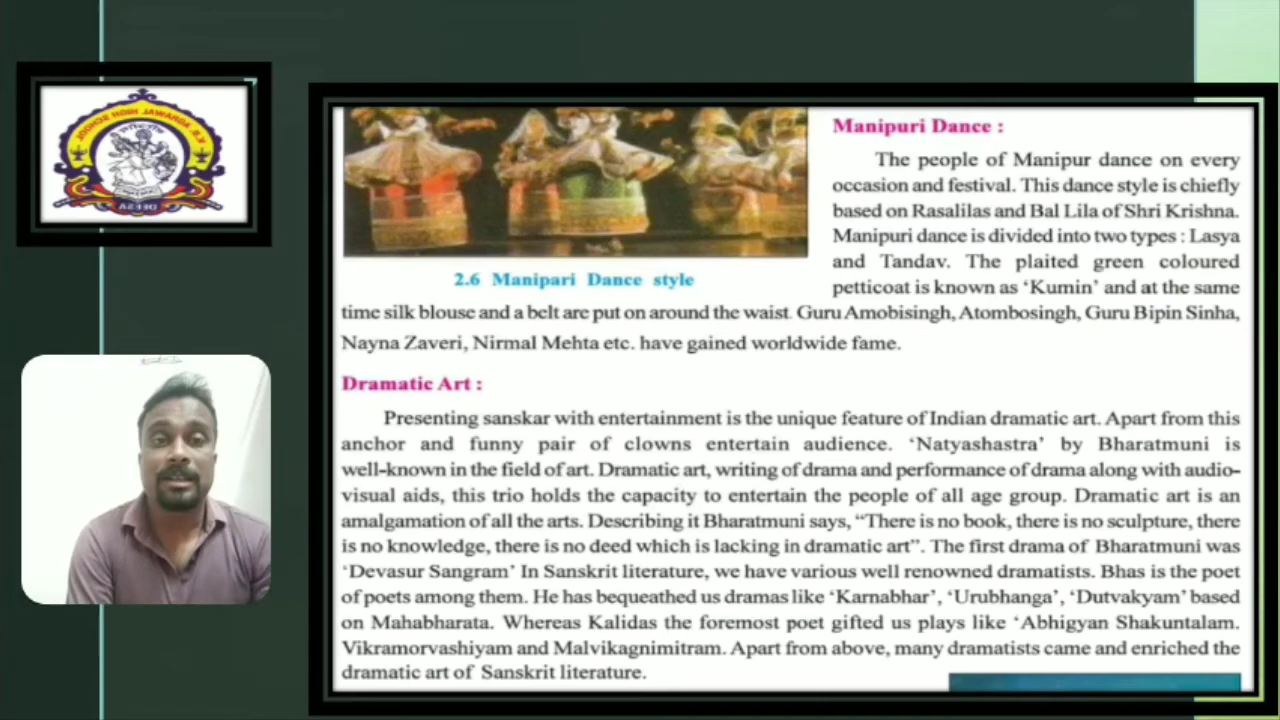 K.R. JAWAHAR HIGH SCHOOL
DEESA
Manipuri Dance :
The people of Manipur dance on every
occasion and festival. This dance style is chiefly
based on Rasalilas and Bal Lila of Shri Krishna.
Manipuri dance is divided into two types : Lasya
and Tandav. The plaited green coloured
petticoat is known as ‘Kumin’ and at the same
2.6 Manipari Dance style
time silk blouse and a belt are put on around the waist. Guru Amobisingh, Atombosingh, Guru Bipin Sinha,
Nayna Zaveri, Nirmal Mehta etc. have gained worldwide fame.
Dramatic Art :
Presenting sanskar with entertainment is the unique feature of Indian dramatic art. Apart from this
anchor and funny pair of clowns entertain audience. ‘Natyashastra’ by Bharatmuni is
well-known in the field of art. Dramatic art, writing of drama and performance of drama along with audio-
visual aids, this trio holds the capacity to entertain the people of all age group. Dramatic art is an
amalgamation of all the arts. Describing it Bharatmuni says, “There is no book, there is no sculpture, there
is no knowledge, there is no deed which is lacking in dramatic art”. The first drama of Bharatmuni was
‘Devasur Sangram’ In Sanskrit literature, we have various well renowned dramatists. Bhas is the poet
of poets among them. He has bequeathed us dramas like ‘Karnabhar’, ‘Urubhanga’, ‘Dutvakyam’ based
on Mahabharata. Whereas Kalidas the foremost poet gifted us plays like ‘Abhigyan Shakuntalam.
Vikramorvashiyam and Malvikagnimitram. Apart from above, many dramatists came and enriched the
dramatic art of Sanskrit literature.